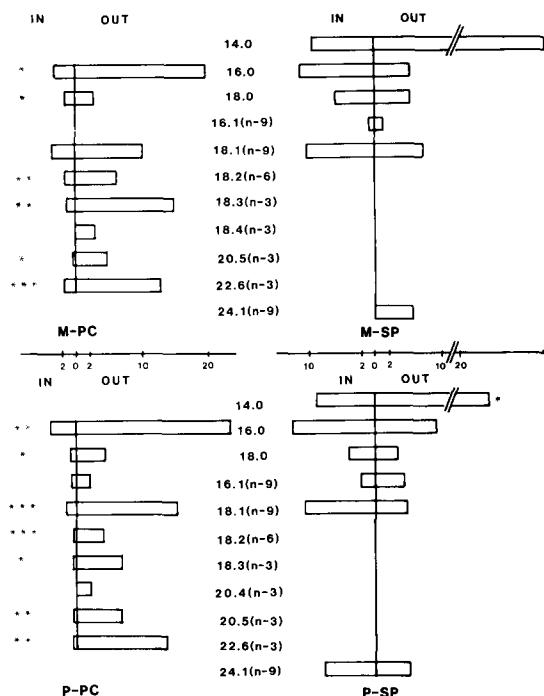 IN OUT IN OUT
14.0
* 16.0
* 18.0
16.1(n-9)
18.1(n-9)
** 18.2(n-6)
** 18.3(n-3)
18.4(n-3)
* 20.5(n-3)
*** 22.6(n-3)
24.1(n-9)
M-PC M-SP
2 0 2 10 20 10 2 0 2 10 20
IN OUT IN OUT
14.0 *
** 16.0
* 18.0
16.1(n-9)
*** 18.1(n-9)
*** 18.2(n-6)
* 18.3(n-3)
20.4(n-3)
** 20.5(n-3)
** 22.6(n-3)
24.1(n-9)
P-PC P-SP